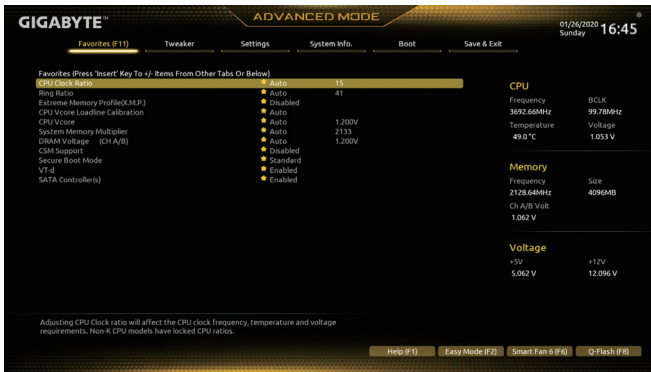 GIGABYTE™
ADVANCED MODE
01/26/2020 Sunday 16:45
Favorites (F11) Tweaker Settings System Info. Boot Save & Exit
Favorites (Press 'Insert' Key To +/- Items From Other Tabs Or Below)
CPU Clock Ratio Auto 15
Ring Ratio Auto 41
Extreme Memory Profile(X.M.P.) Disabled
CPU Vcore Loadline Calibration Auto
CPU Vcore Auto 1.200V
System Memory Multiplier Auto 2133
DRAM Voltage (CH A/B) Auto 1.200V
CSM Support Disabled
Secure Boot Mode Standard
VT-d Enabled
SATA Controller(s) Enabled
CPU
Frequency BCLK
3692.66MHz 99.78MHz
Temperature Voltage
49.0 °C 1.053 V
Memory
Frequency Size
2128.64MHz 4096MB
Ch A/B Volt
1.062 V
Voltage
+5V +12V
5.062 V 12.096 V
Adjusting CPU Clock ratio will affect the CPU clock frequency, temperature and voltage
requirements. Non-K CPU models have locked CPU ratios.
Help (F1) Easy Mode (F2) Smart Fan 6 (F6) Q-Flash (F8)